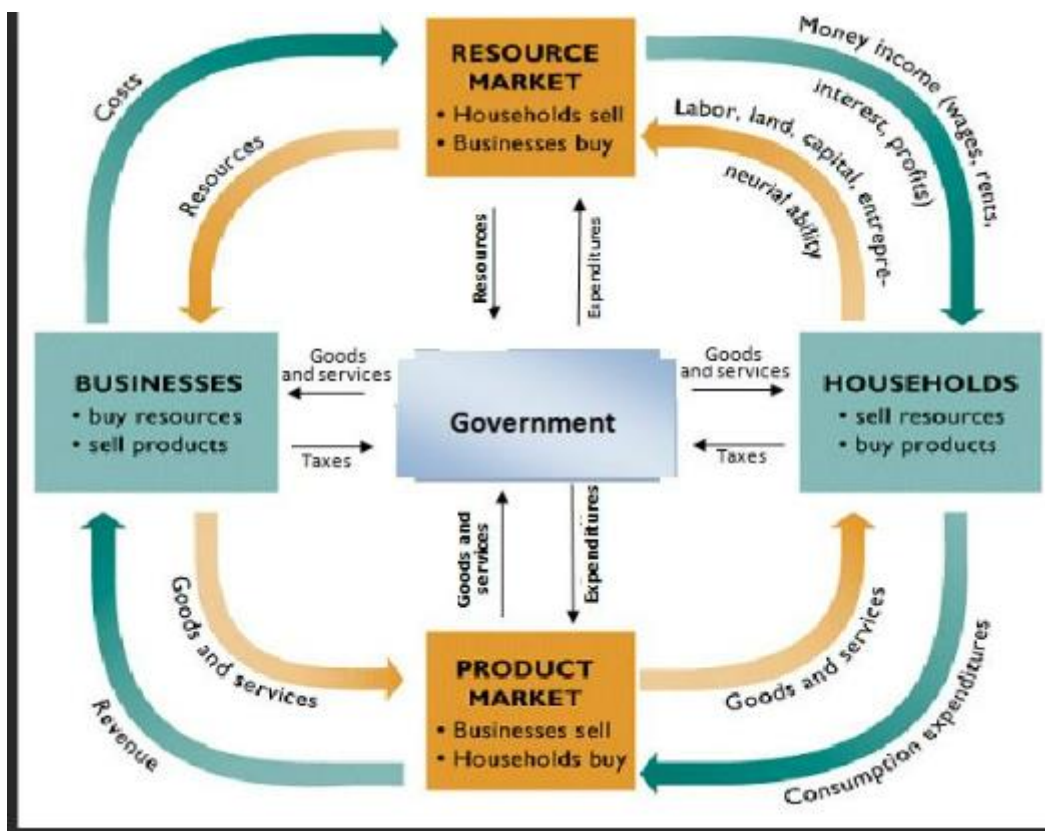 RESOURCE
MARKET
• Households sell
• Businesses buy
Costs
Resources
Money income (wages, rents,
interest, profits)
Labor, land, capital, entrepre-
neurial ability
Resources
Expenditures
BUSINESSES
• buy resources
• sell products
Goods
and services
Taxes
Government
Goods
and services
Taxes
HOUSEHOLDS
• sell resources
• buy products
Goods and
services
Expenditures
Goods and services
Revenue
PRODUCT
MARKET
• Businesses sell
• Households buy
Goods and services
Consumption expenditures